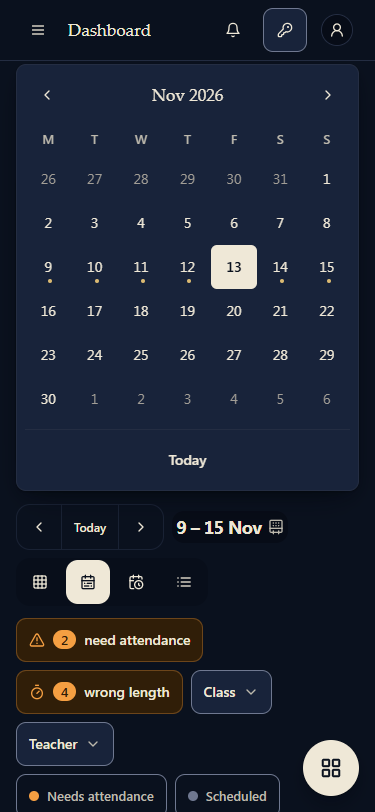 Dashboard
Nov 2026
M T W T F S S
26 27 28 29 30 31 1
2 3 4 5 6 7 8
9 10 11 12 13 14 15
16 17 18 19 20 21 22
23 24 25 26 27 28 29
30 1 2 3 4 5 6
Today
Today 9 – 15 Nov
2 need attendance
4 wrong length Class
Teacher
Needs attendance Scheduled